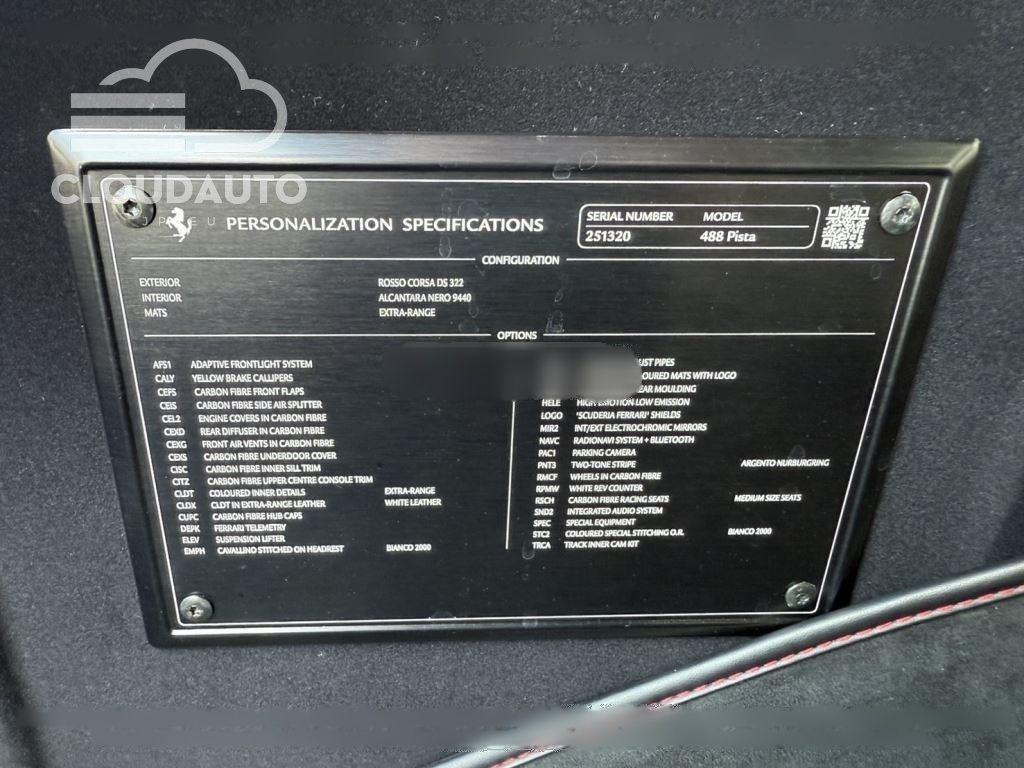 CLOUDAUTO
PERSONALIZATION SPECIFICATIONS
SERIAL NUMBER MODEL
251320 488 Pista
CONFIGURATION
EXTERIOR ROSSO CORSA DS 322
INTERIOR ALCANTARA NERO 9440
MATS EXTRA-RANGE
OPTIONS
AFS1 ADAPTIVE FRONTLIGHT SYSTEM
CALY YELLOW BRAKE CALLIPERS
CEFS CARBON FIBRE FRONT FLAPS
CEIS CARBON FIBRE SIDE AIR SPLITTER
CEL2 ENGINE COVERS IN CARBON FIBRE
CEXD REAR DIFFUSER IN CARBON FIBRE
CEXG FRONT AIR VENTS IN CARBON FIBRE
CEXS CARBON FIBRE UNDERDOOR COVER
CISC CARBON FIBRE INNER SILL TRIM
CITZ CARBON FIBRE UPPER CENTRE CONSOLE TRIM
CLDT COLOURED INNER DETAILS EXTRA-RANGE
CLDX CLDT IN EXTRA-RANGE LEATHER WHITE LEATHER
CUPC CARBON FIBRE HUB CAPS
DEPK FERRARI TELEMETRY
ELEV SUSPENSION LIFTER
EMPH CAVALLINO STITCHED ON HEADREST BIANCO 2000
PIPES
MATS WITH LOGO
MOULDING
HELE HIGH EMOTION LOW EMISSION
LOGO 'SCUDERIA FERRARI' SHIELDS
MIR2 INT/EXT ELECTROCHROMIC MIRRORS
NAVC RADIONAVI SYSTEM + BLUETOOTH
PAC1 PARKING CAMERA
PNT3 TWO-TONE STRIPE ARGENTO NURBURGRING
RMCF WHEELS IN CARBON FIBRE
RPMW WHITE REV COUNTER
RSCH CARBON FIBRE RACING SEATS MEDIUM SIZE SEATS
SND2 INTEGRATED AUDIO SYSTEM
SPEC SPECIAL EQUIPMENT
STC2 COLOURED SPECIAL STITCHING O.R. BIANCO 2000
TRCA TRACK INNER CAM KIT